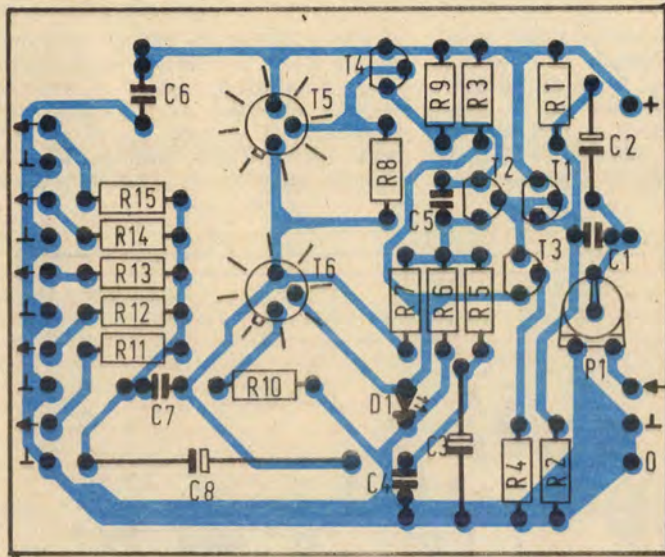 T4
T5
C6
R9
R3
R1
+
C2
⊥
R8
T2
T1
R15
C5
R14
T3
C1
R13
T6
R7
R6
R5
R12
P1
R11
R10
D1
C7
C3
⊥
R4
R2
C4
0
C8
⊥
⊥
⊥
⊥